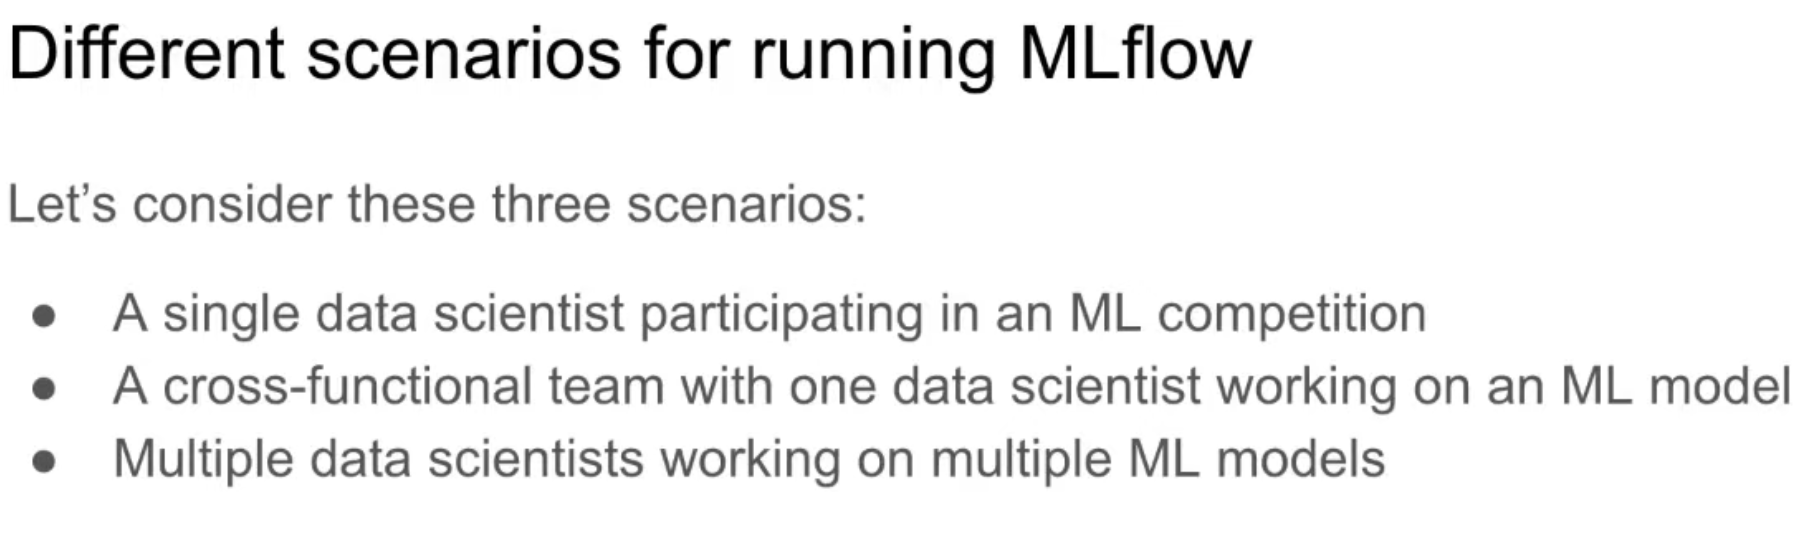 Different scenarios for running MLflow
Let’s consider these three scenarios:
● A single data scientist participating in an ML competition
● A cross-functional team with one data scientist working on an ML model
● Multiple data scientists working on multiple ML models